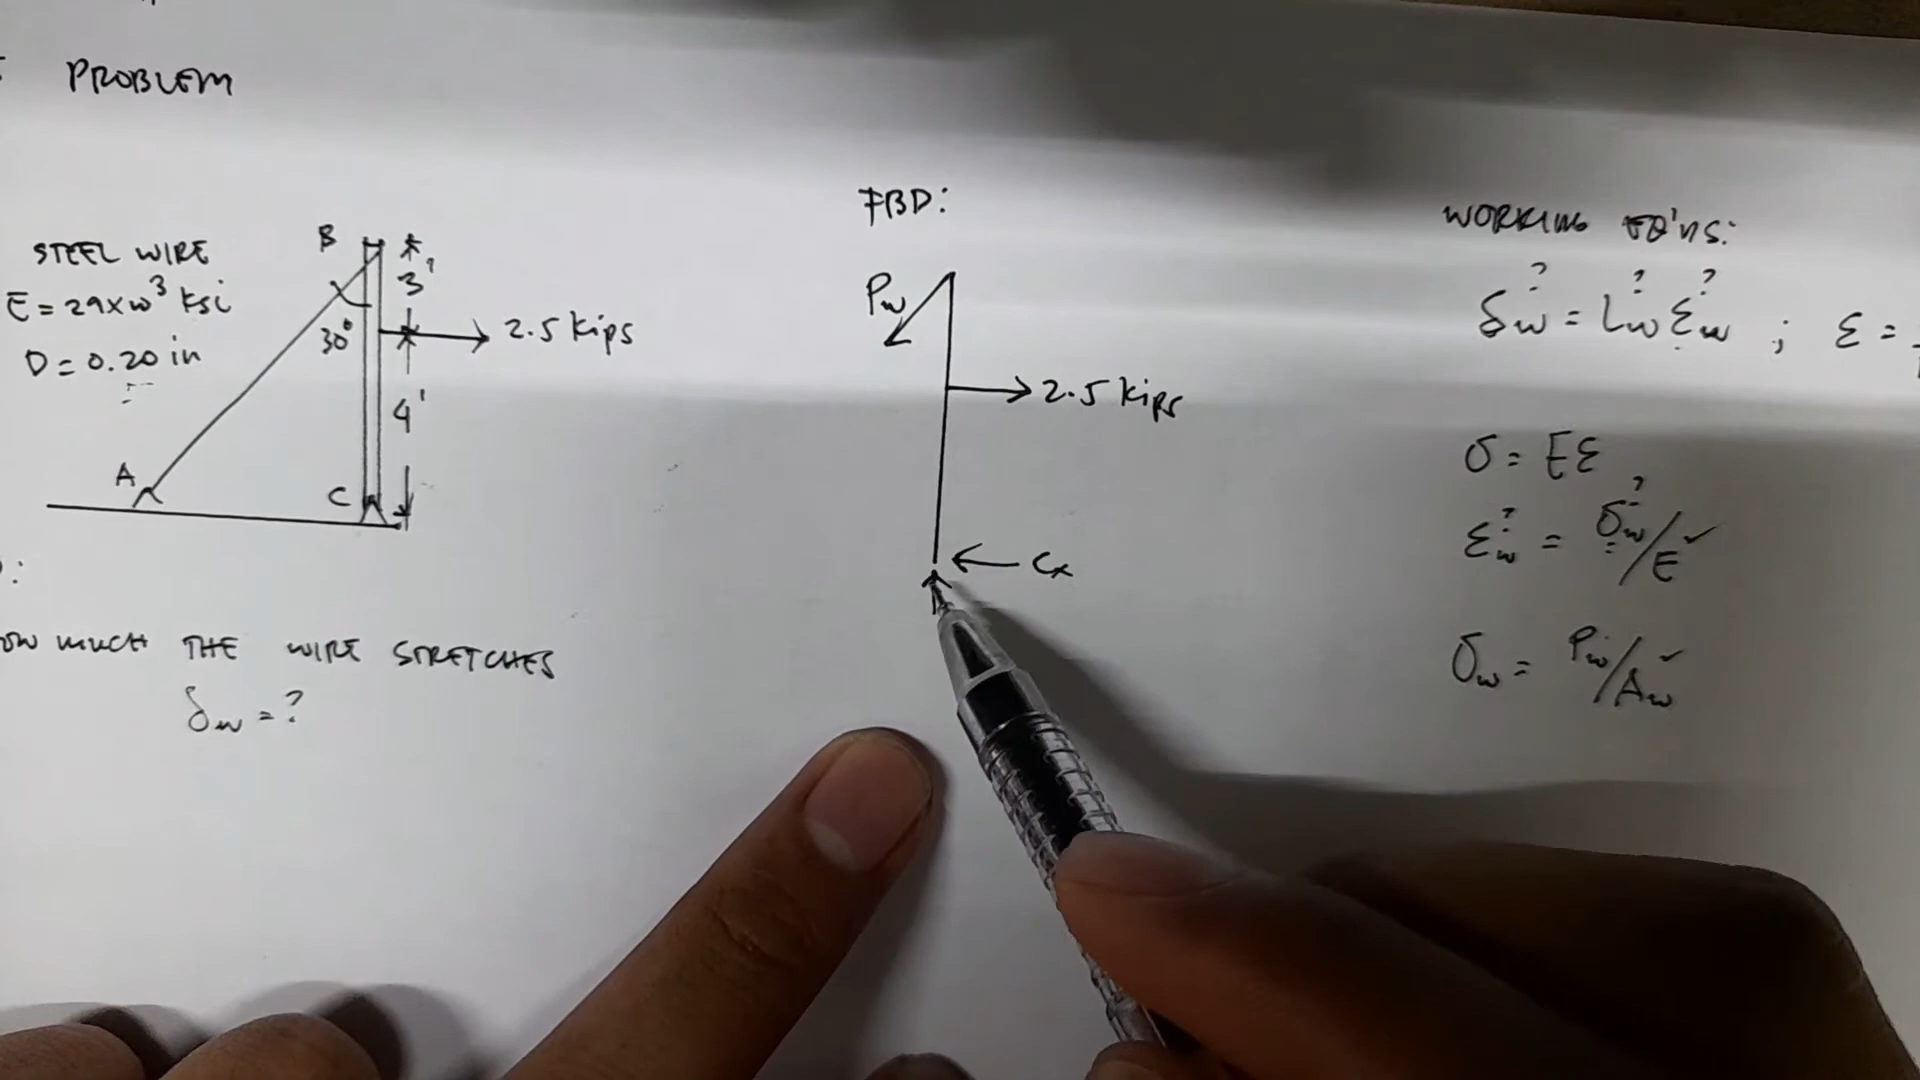 PROBLEM
STEEL WIRE
E = 29x10³ ksi
D = 0.20 in
B
3'
30°
2.5 kips
4'
A
C
MUCH THE WIRE STRETCHES
δw = ?
FBD:
Pw
2.5 kips
Cx
WORKING EQ'NS:
? ? ?
δw = Lw εw ; ε =
σ = Eε
? ?
εw = σw/E ✓
σw = Pw/Aw ✓